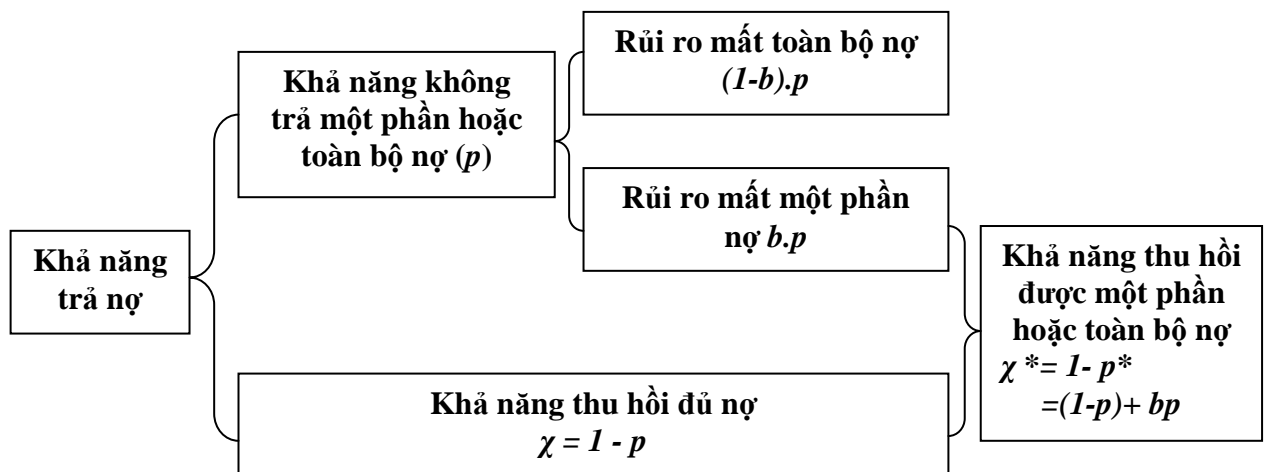 Khả năng
trả nợ
Khả năng không
trả một phần hoặc
toàn bộ nợ (p)
Rủi ro mất toàn bộ nợ
(1-b).p
Rủi ro mất một phần
nợ b.p
Khả năng thu hồi đủ nợ
χ = 1 - p
Khả năng thu hồi
được một phần
hoặc toàn bộ nợ
χ *= 1- p*
=(1-p)+ bp